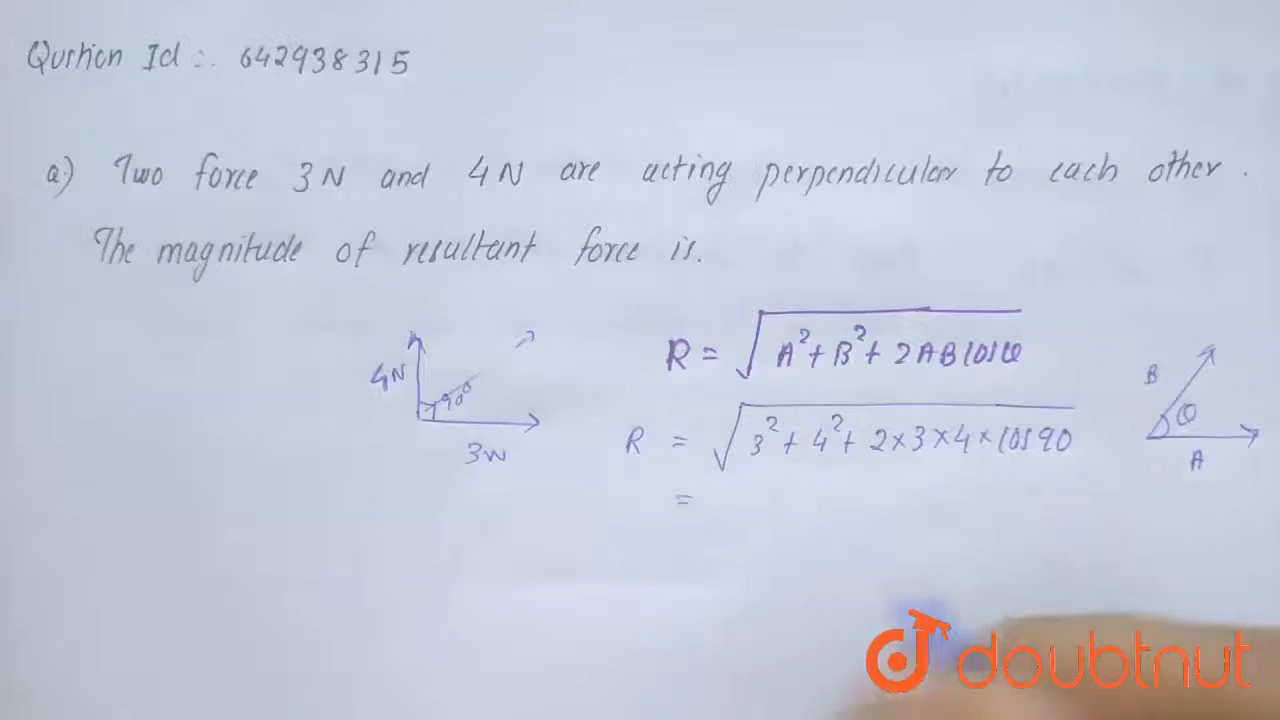 Qushion Id :. 642938315
a.) Two force 3N and 4N are acting perpendicular to each other.
The magnitude of resultant force is.
R = √A²+B²+2ABcosθ
4N
90°
B
θ
R = √3²+4²+2×3×4×cos90
3N
A
=
doubtnut